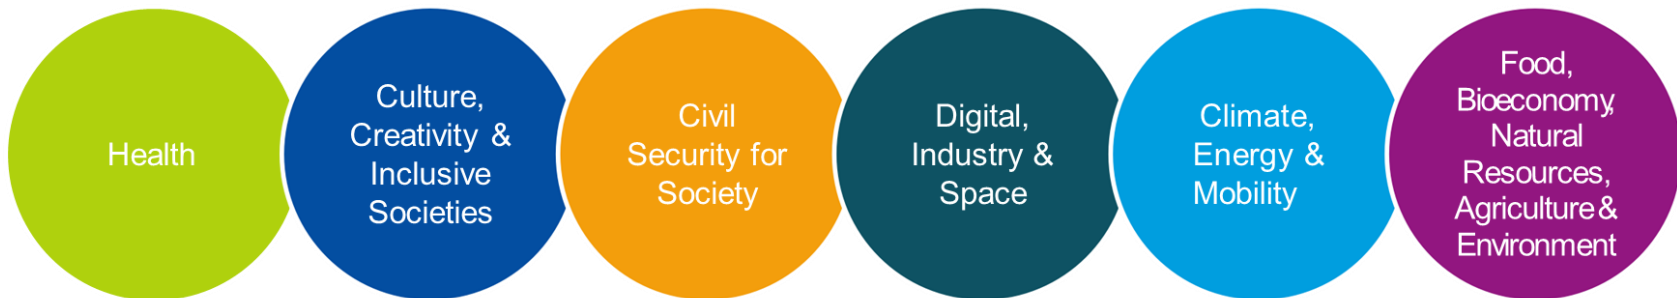 Health
Culture,
Creativity &
Inclusive
Societies
Civil
Security for
Society
Digital,
Industry &
Space
Climate,
Energy &
Mobility
Food,
Bioeconomy,
Natural
Resources,
Agriculture &
Environment